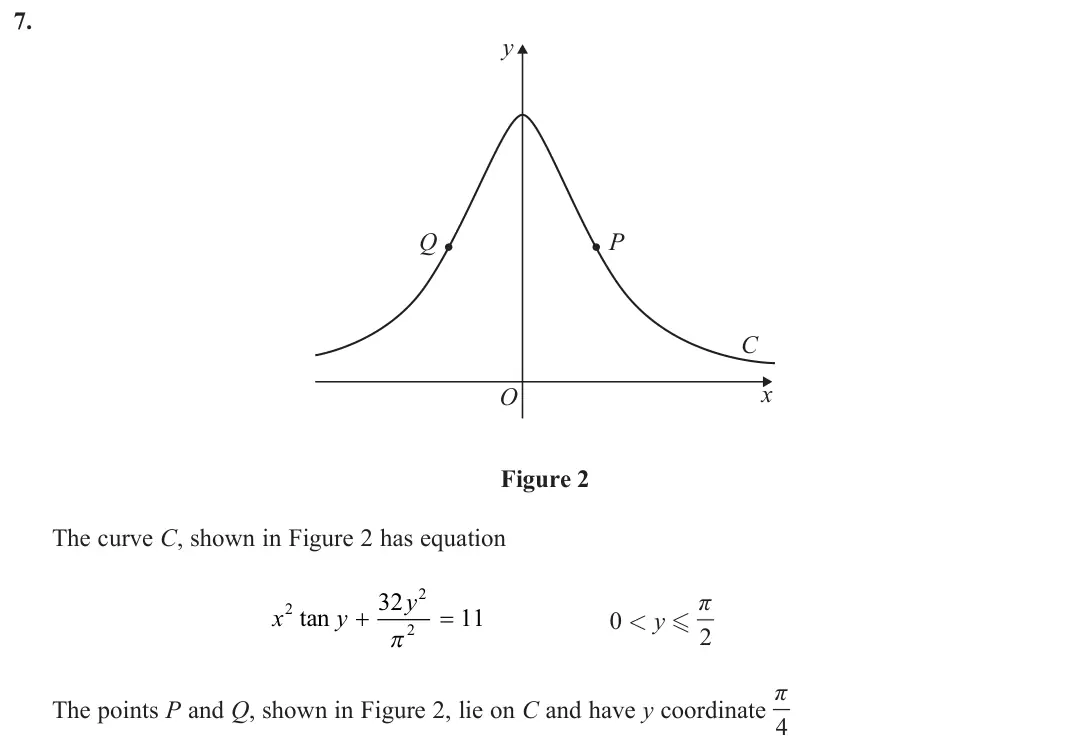 7.
y
Q
P
C
O
x
Figure 2
The curve C, shown in Figure 2 has equation
x² tan y + 32y²/π² = 11 0 < y ⩽ π/2
The points P and Q, shown in Figure 2, lie on C and have y coordinate π/4